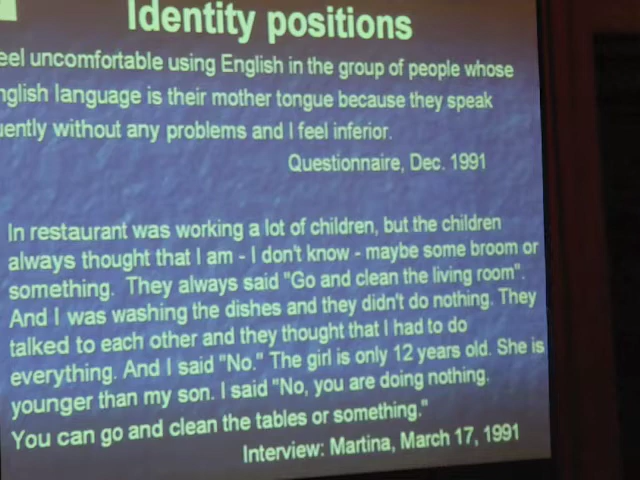 Identity positions
eel uncomfortable using English in the group of people whose
nglish language is their mother tongue because they speak
uently without any problems and I feel inferior.
Questionnaire, Dec. 1991
In restaurant was working a lot of children, but the children
always thought that I am - I don't know - maybe some broom or
something. They always said "Go and clean the living room".
And I was washing the dishes and they didn't do nothing. They
talked to each other and they thought that I had to do
everything. And I said "No." The girl is only 12 years old. She is
younger than my son. I said "No, you are doing nothing.
You can go and clean the tables or something."
Interview: Martina, March 17, 1991